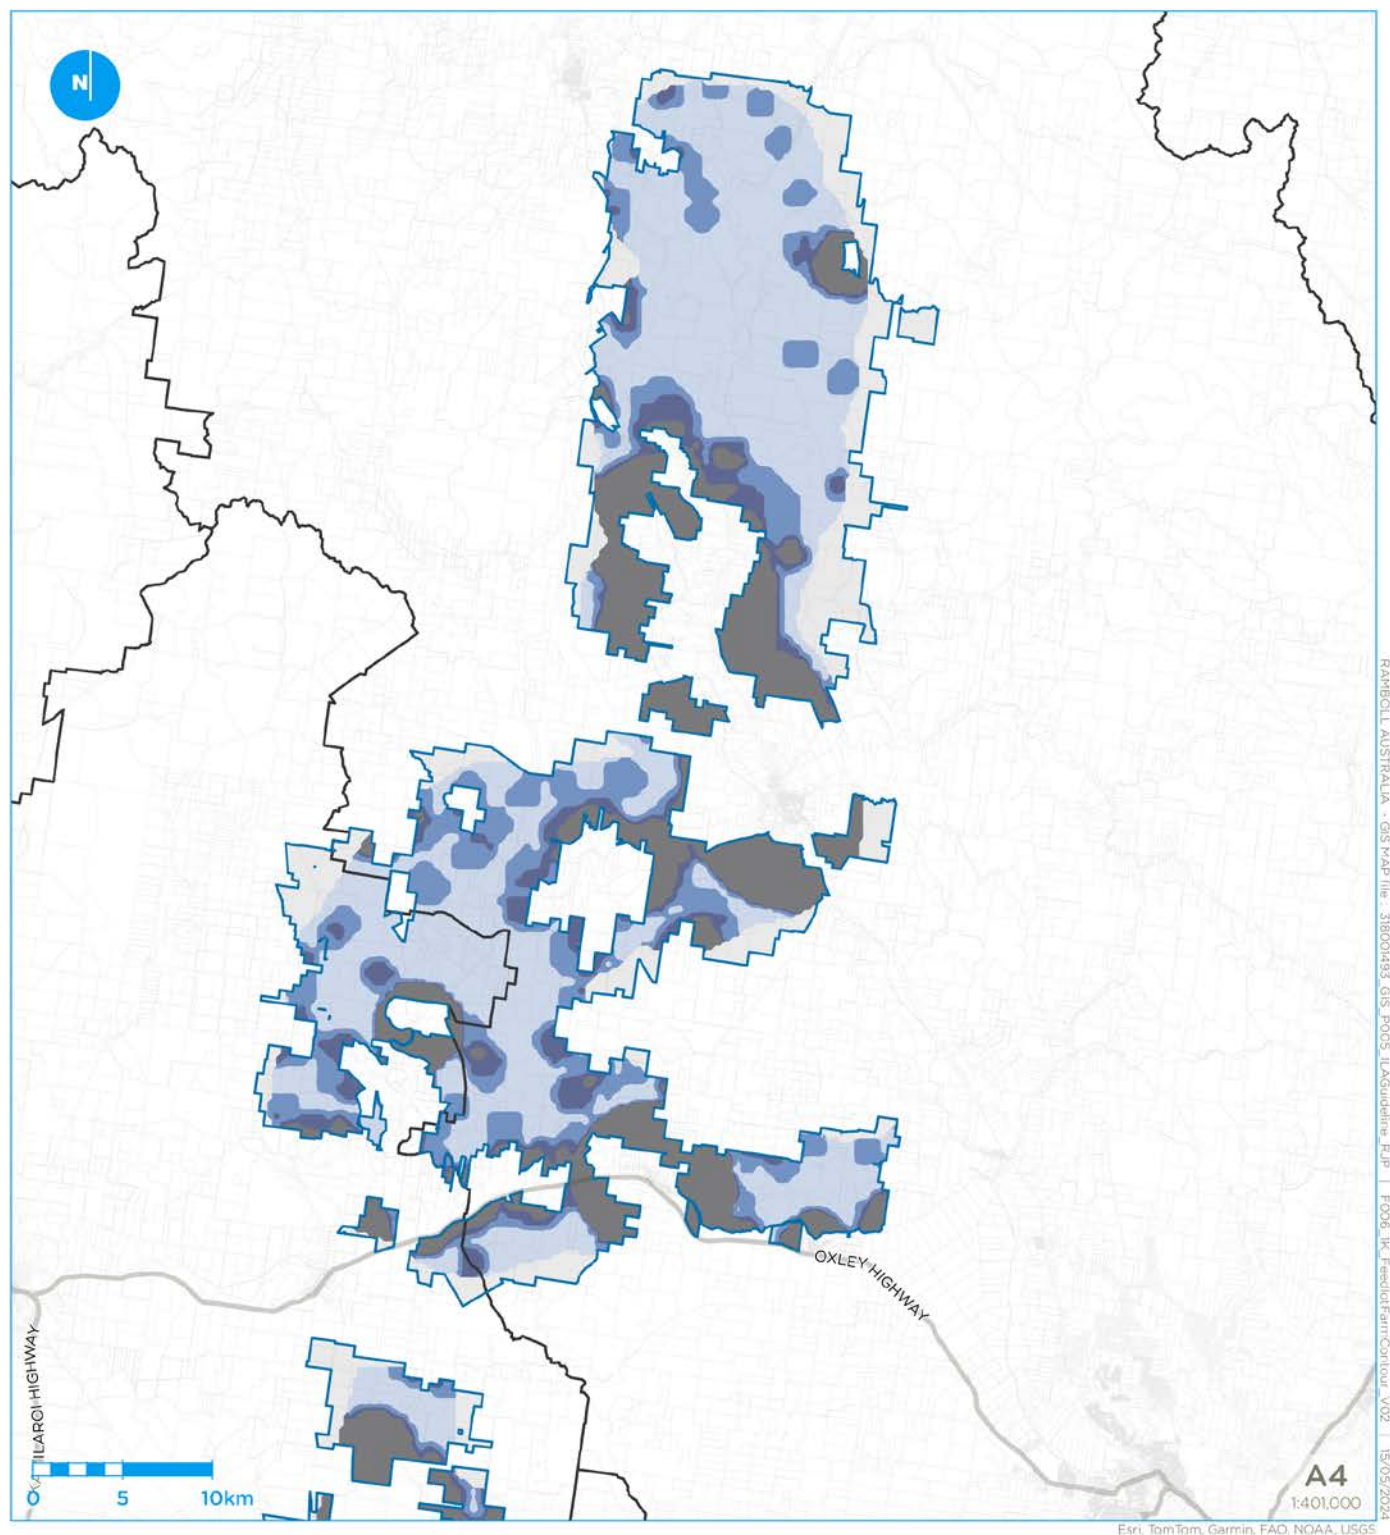 N
OXLEY HIGHWAY
KAMILAROI HIGHWAY
0 5 10km
A4
1:401,000
RAMBOLL AUSTRALIA - GIS MAP file : 318001493_GIS_P005_ILAGuideline_RJP | F006_1K_FeedlotFarmContour_V02 | 15/05/2024
Esri, TomTom, Garmin, FAO, NOAA, USGS